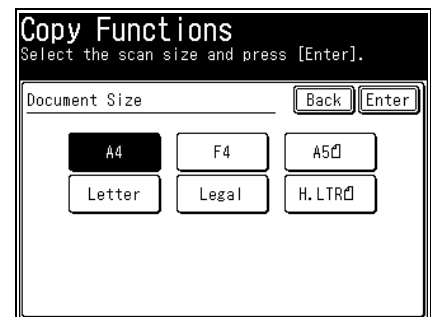 Copy Functions
Select the scan size and press [Enter].
Document Size Back Enter
A4 F4 A5
Letter Legal H.LTR